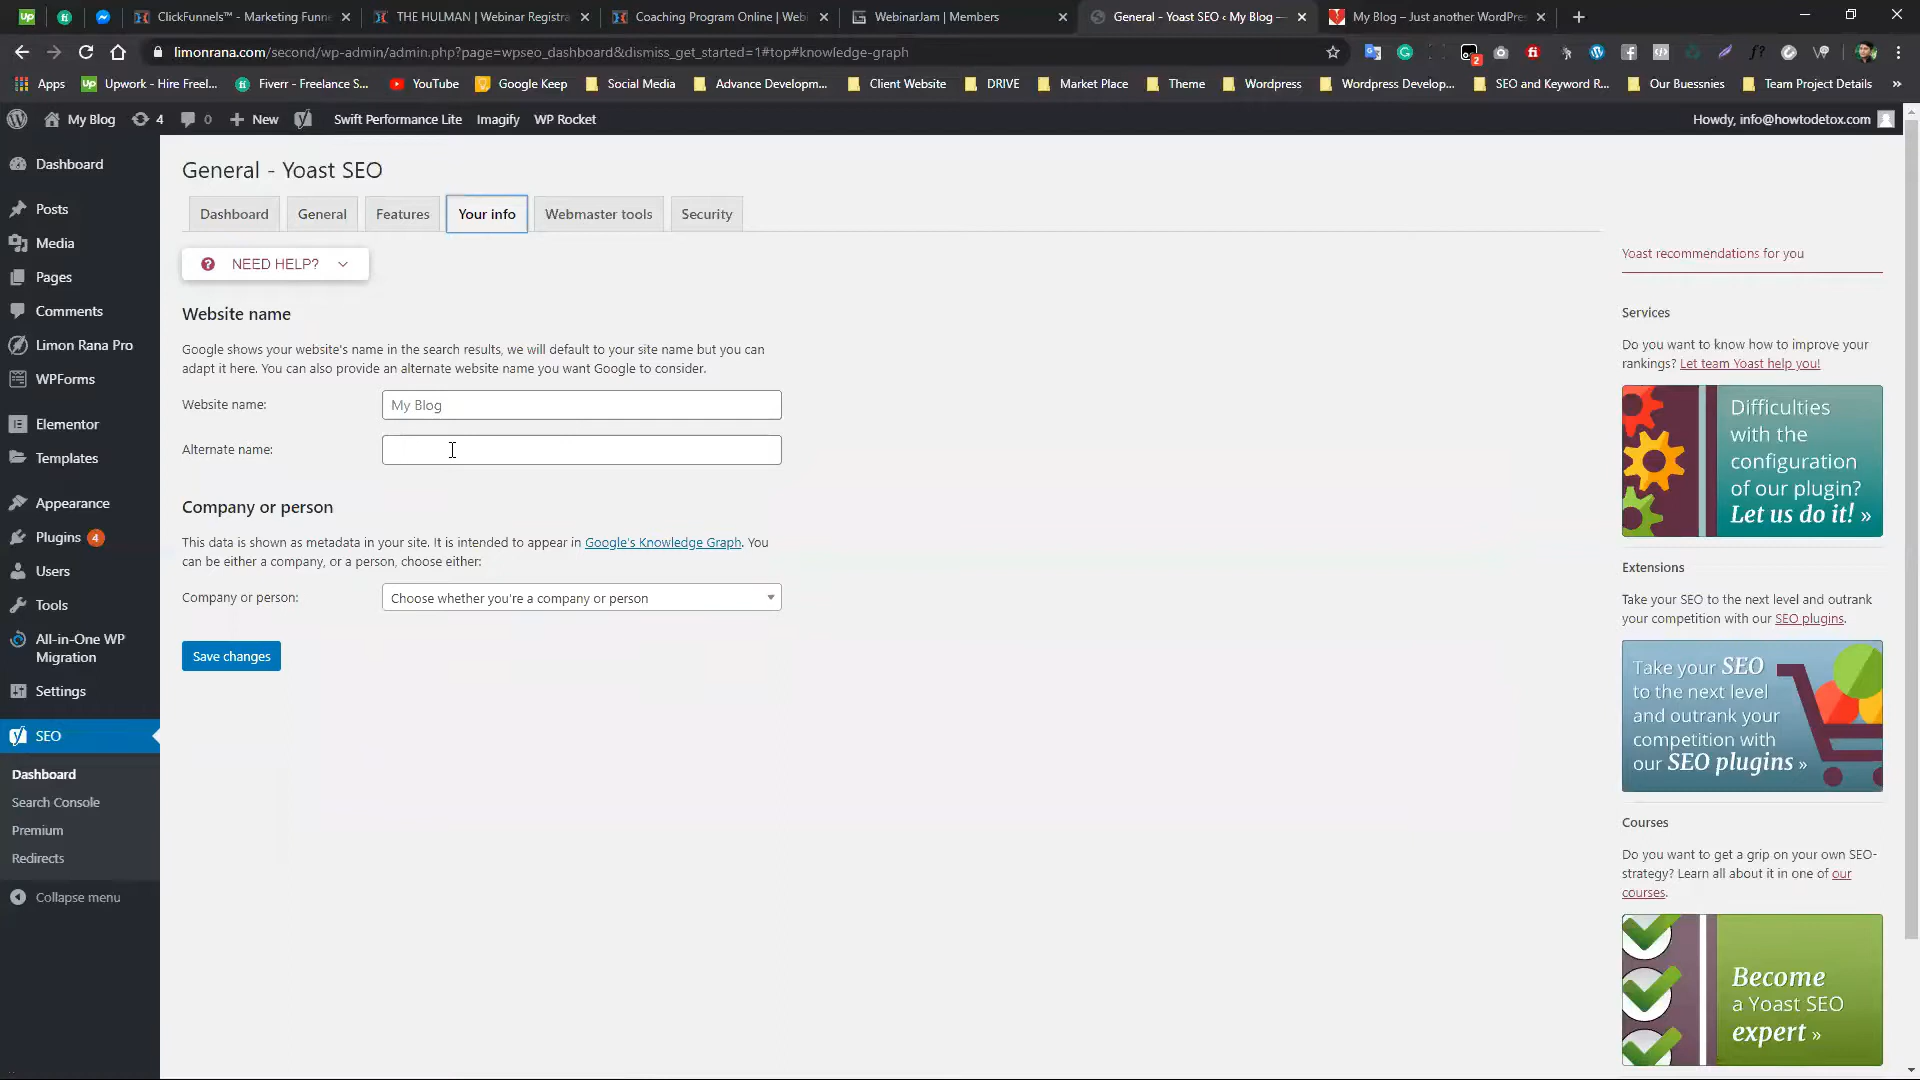 Up
ClickFunnels™ - Marketing Funne
THE HULMAN | Webinar Registra
Coaching Program Online | Webi
WebinarJam | Members
General - Yoast SEO ‹ My Blog —
My Blog – Just another WordPres
limonrana.com/second/wp-admin/admin.php?page=wpseo_dashboard&dismiss_get_started=1#top#knowledge-graph
2
Apps
Upwork - Hire Freel...
Fiverr - Freelance S...
YouTube
Google Keep
Social Media
Advance Developm...
Client Website
DRIVE
Market Place
Theme
Wordpress
Wordpress Develop...
SEO and Keyword R...
Our Buessnies
Team Project Details
»
My Blog
4
0
New
Swift Performance Lite
Imagify
WP Rocket
Howdy, info@howtodetox.com
Dashboard
Posts
Media
Pages
Comments
Limon Rana Pro
WPForms
Elementor
Templates
Appearance
Plugins 4
Users
Tools
All-in-One WP
Migration
Settings
SEO
Dashboard
Search Console
Premium
Redirects
Collapse menu
General - Yoast SEO
Dashboard
General
Features
Your info
Webmaster tools
Security
NEED HELP?
Website name
Google shows your website's name in the search results, we will default to your site name but you can
adapt it here. You can also provide an alternate website name you want Google to consider.
Website name:
My Blog
Alternate name:
Company or person
This data is shown as metadata in your site. It is intended to appear in Google's Knowledge Graph. You
can be either a company, or a person, choose either:
Company or person:
Choose whether you're a company or person
Save changes
Yoast recommendations for you
Services
Do you want to know how to improve your
rankings? Let team Yoast help you!
Difficulties
with the
configuration
of our plugin?
Let us do it! »
Extensions
Take your SEO to the next level and outrank
your competition with our SEO plugins.
Take your SEO
to the next level
and outrank your
competition with
our SEO plugins »
Courses
Do you want to get a grip on your own SEO-
strategy? Learn all about it in one of our
courses.
Become
a Yoast SEO
expert »